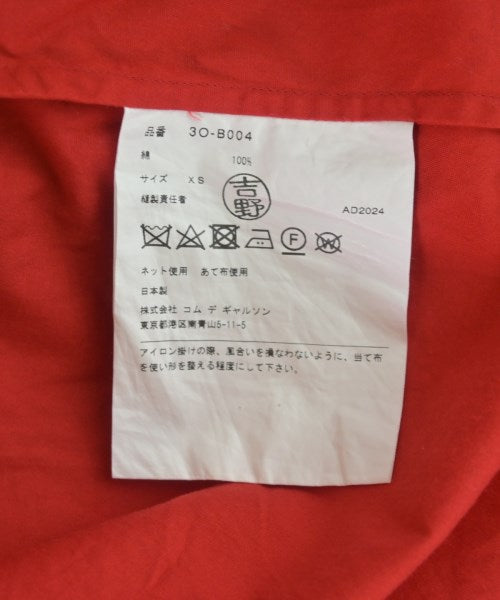 品番 3O-B004
綿 100%
サイズ XS
縫製責任者 吉野
AD2024
F W
ネット使用 あて布使用
日本製
株式会社 コム デ ギャルソン
東京都港区南青山5-11-5
アイロン掛けの際、風合いを損なわないように、当て布
を使い形を整える程度にして下さい。